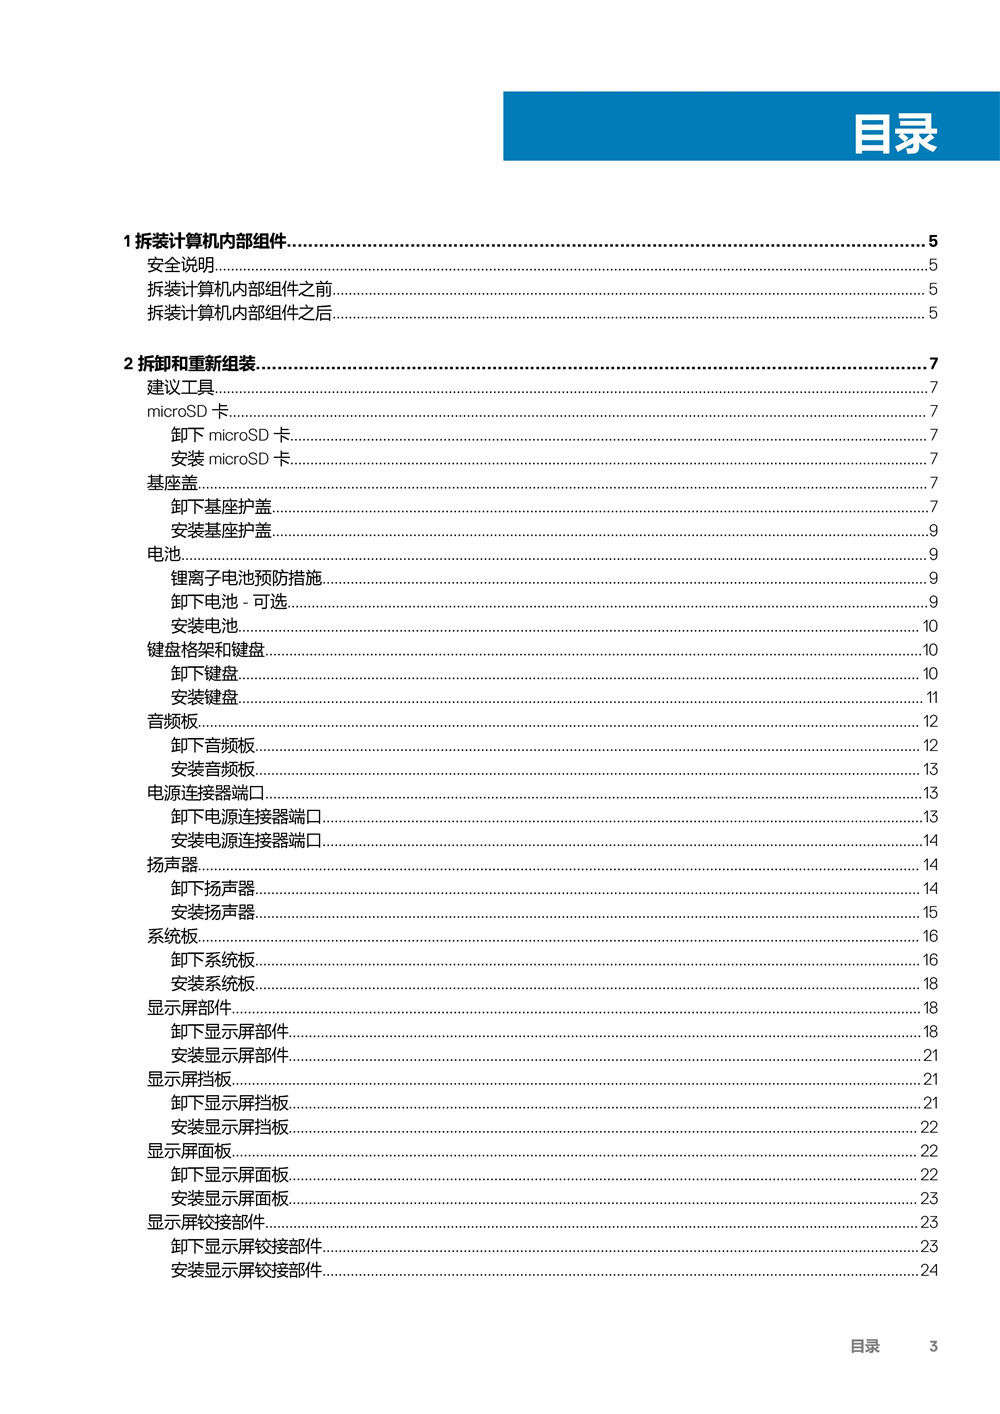 目录
1 拆装计算机内部组件....................5
安全说明....................5
拆装计算机内部组件之前....................5
拆装计算机内部组件之后....................5
2 拆卸和重新组装....................7
建议工具....................7
microSD 卡....................7
卸下 microSD 卡....................7
安装 microSD 卡....................7
基座盖....................7
卸下基座护盖....................7
安装基座护盖....................9
电池....................9
锂离子电池预防措施....................9
卸下电池 - 可选....................9
安装电池....................10
键盘格架和键盘....................10
卸下键盘....................10
安装键盘....................11
音频板....................12
卸下音频板....................12
安装音频板....................13
电源连接器端口....................13
卸下电源连接器端口....................13
安装电源连接器端口....................14
扬声器....................14
卸下扬声器....................14
安装扬声器....................15
系统板....................16
卸下系统板....................16
安装系统板....................18
显示屏部件....................18
卸下显示屏部件....................18
安装显示屏部件....................21
显示屏挡板....................21
卸下显示屏挡板....................21
安装显示屏挡板....................22
显示屏面板....................22
卸下显示屏面板....................22
安装显示屏面板....................23
显示屏铰接部件....................23
卸下显示屏铰接部件....................23
安装显示屏铰接部件....................24
目录 3